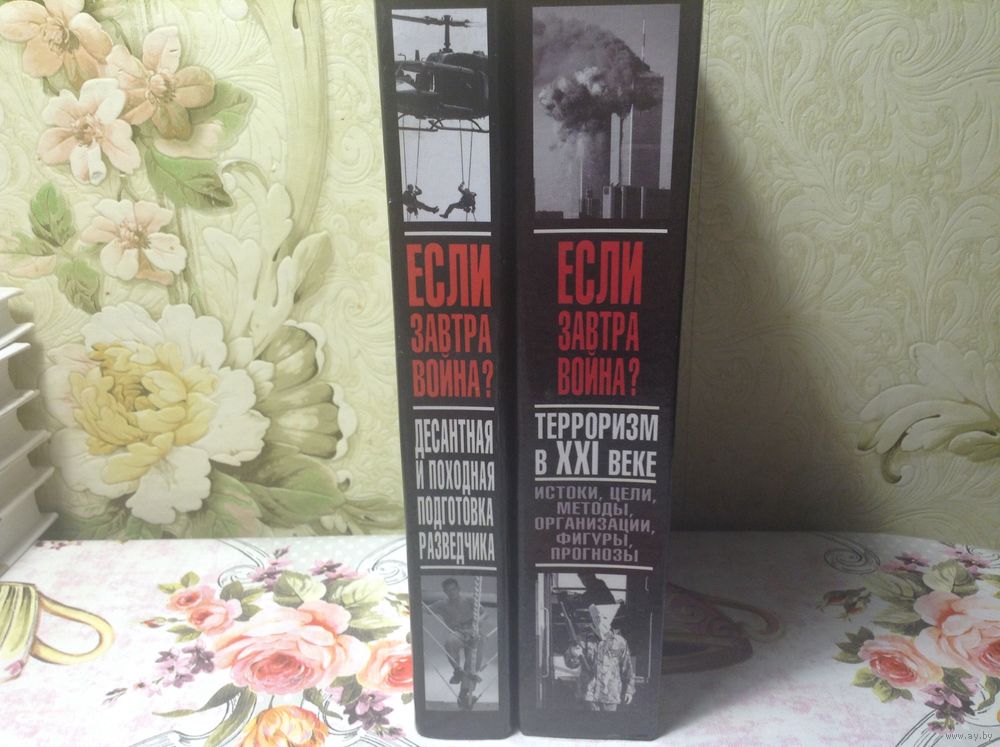 ЕСЛИ
ЗАВТРА
ВОЙНА?
ДЕСАНТНАЯ
И ПОХОДНАЯ
ПОДГОТОВКА
РАЗВЕДЧИКА
ЕСЛИ
ЗАВТРА
ВОЙНА?
ТЕРРОРИЗМ
В XXI ВЕКЕ
ИСТОКИ, ЦЕЛИ,
МЕТОДЫ,
ОРГАНИЗАЦИИ,
ФИГУРЫ,
ПРОГНОЗЫ
www.ay.by